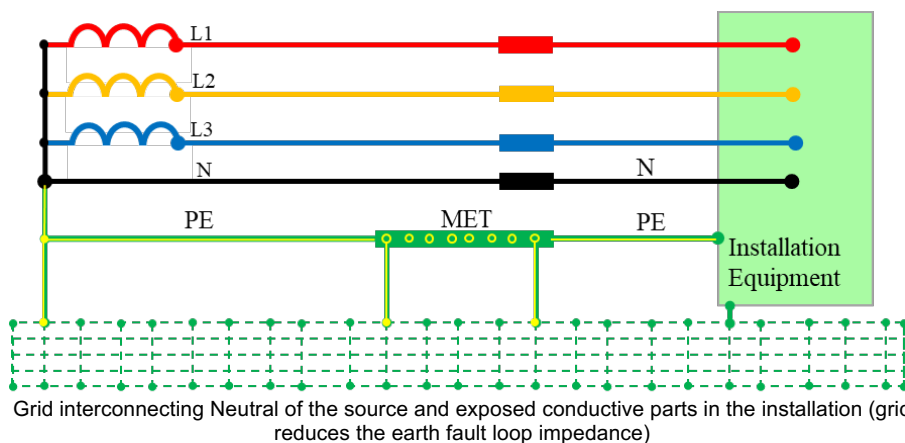 L1
L2
L3
N
N
PE
MET
PE
Installation
Equipment
Grid interconnecting Neutral of the source and exposed conductive parts in the installation (grid
reduces the earth fault loop impedance)